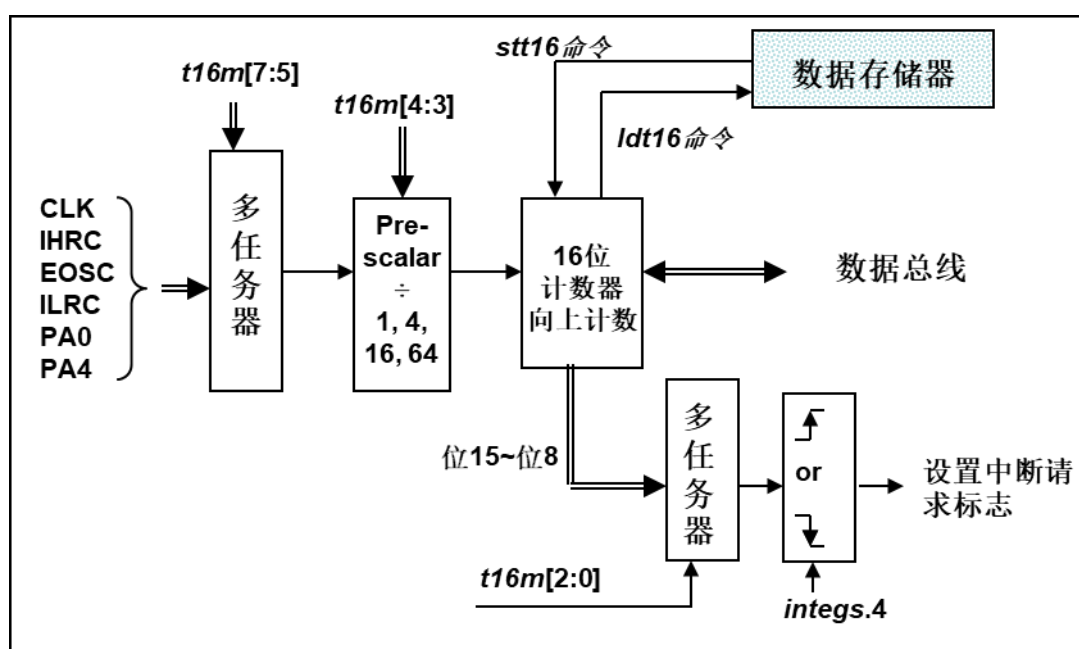 t16m[7:5]
t16m[4:3]
stt16命令
ldt16命令
数据存储器
CLK
IHRC
EOSC
ILRC
PA0
PA4
多
任
务
器
Pre-
scalar
÷
1, 4,
16, 64
16位
计数器
向上计数
数据总线
位15~位8
多
任
务
器
t16m[2:0]
or
integs.4
设置中断请
求标志